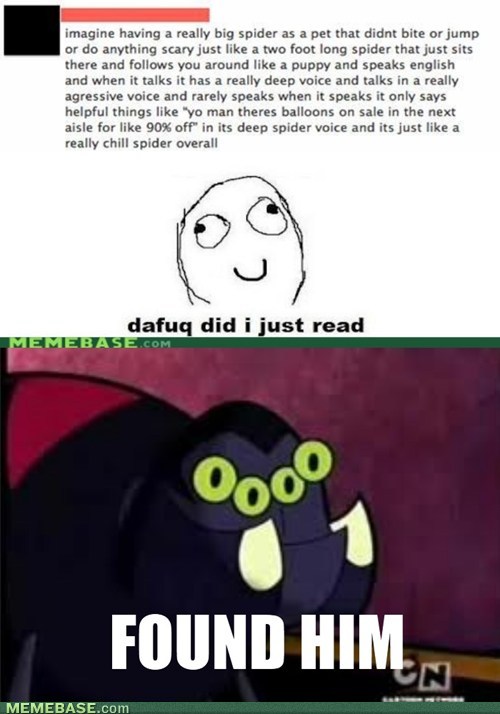 imagine having a really big spider as a pet that didnt bite or jump
or do anything scary just like a two foot long spider that just sits
there and follows you around like a puppy and speaks english
and when it talks it has a really deep voice and talks in a really
agressive voice and rarely speaks when it speaks it only says
helpful things like "yo man theres balloons on sale in the next
aisle for like 90% off" in its deep spider voice and its just like a
really chill spider overall
dafuq did i just read
MEMEBASE.COM
FOUND HIM
CN
CARTOON NETWORK
MEMEBASE.com